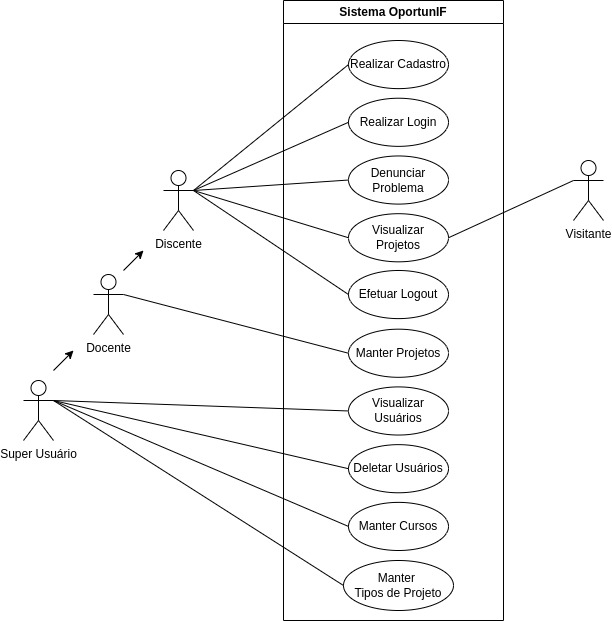 Sistema OportunIF
Realizar Cadastro
Realizar Login
Denunciar
Problema
Visualizar
Projetos
Efetuar Logout
Manter Projetos
Visualizar
Usuários
Deletar Usuários
Manter Cursos
Manter
Tipos de Projeto
Discente
Docente
Super Usuário
Visitante